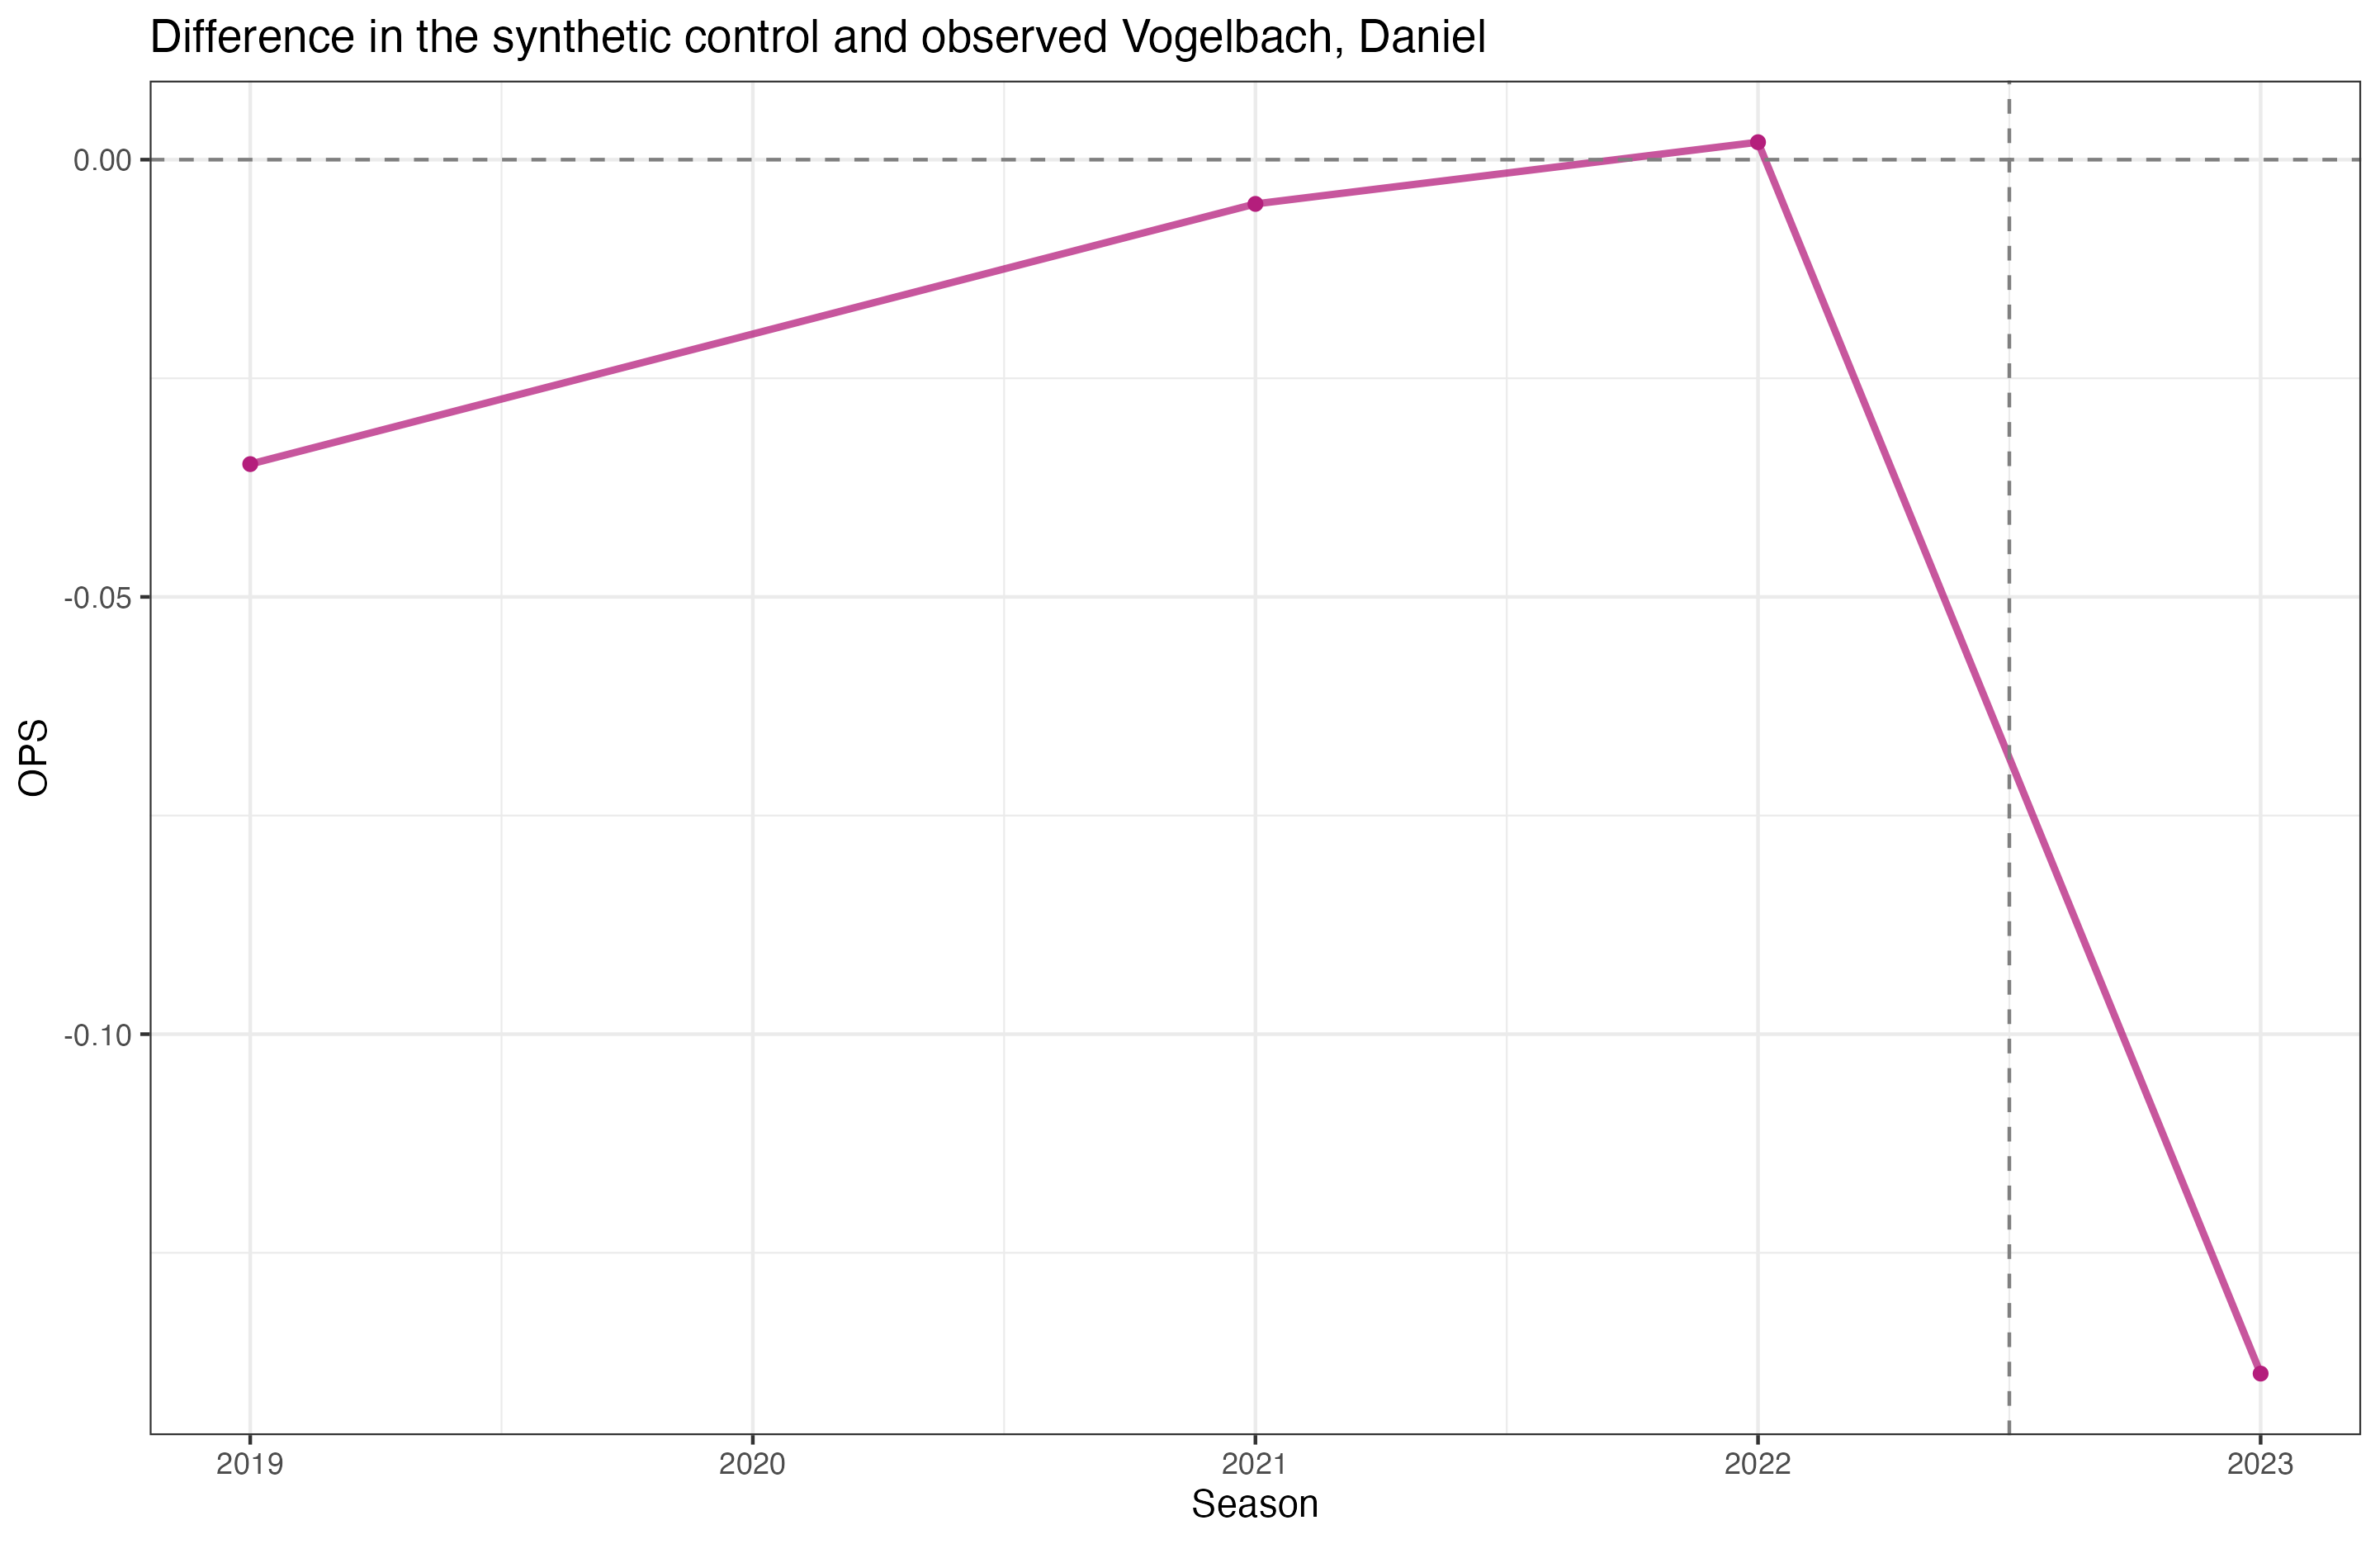 Difference in the synthetic control and observed Vogelbach, Daniel
0.00
-0.05
-0.10
OPS
2019 2020 2021 2022 2023
Season